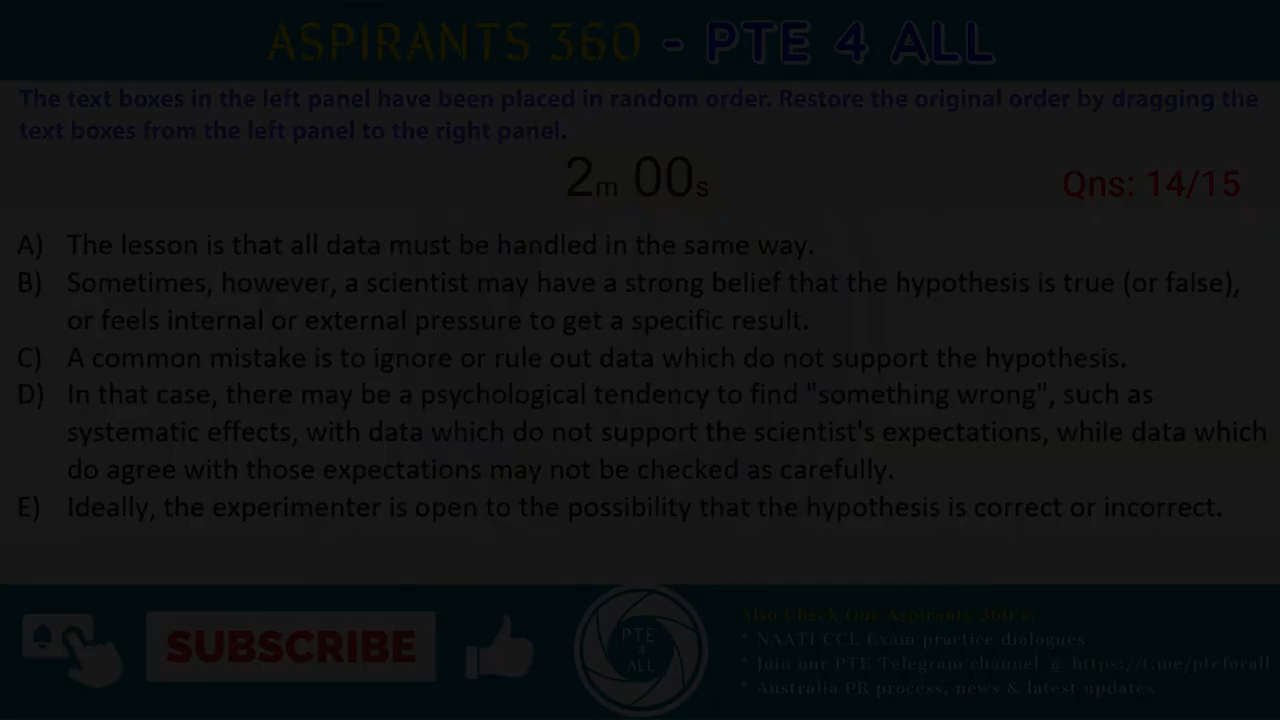 ASPIRANTS 360 - PTE 4 ALL
The text boxes in the left panel have been placed in random order. Restore the original order by dragging the
text boxes from the left panel to the right panel.
2m 00s
Qns: 14/15
A) The lesson is that all data must be handled in the same way.
B) Sometimes, however, a scientist may have a strong belief that the hypothesis is true (or false),
or feels internal or external pressure to get a specific result.
C) A common mistake is to ignore or rule out data which do not support the hypothesis.
D) In that case, there may be a psychological tendency to find "something wrong", such as
systematic effects, with data which do not support the scientist's expectations, while data which
do agree with those expectations may not be checked as carefully.
E) Ideally, the experimenter is open to the possibility that the hypothesis is correct or incorrect.
SUBSCRIBE
PTE
4
ALL
Also Check Our Aspirants 360's:
* NAATI CCL Exam practice dialogues
* Join our PTE Telegram channel @ https://t.me/pteforall
* Australia PR process, news & latest updates